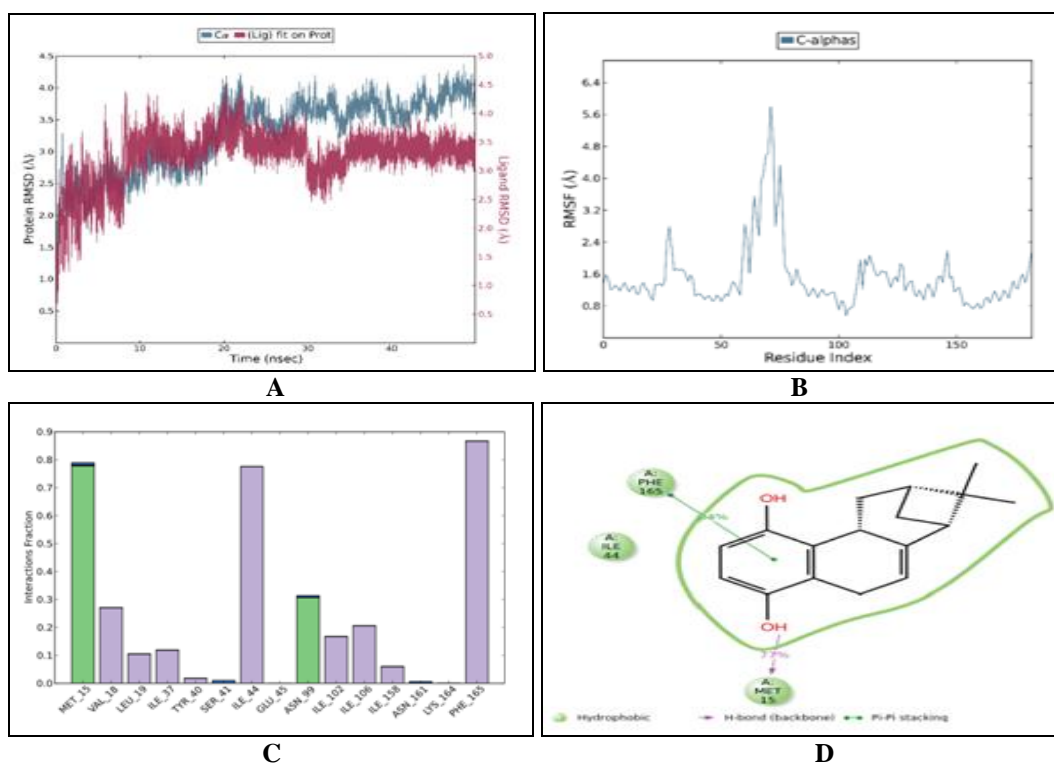 Cα (Lig) fit on Prot
4.5
4.0
3.5
3.0
2.5
2.0
1.5
1.0
0.5
Protein RMSD (Å)
5.0
4.5
4.0
3.5
3.0
2.5
2.0
1.5
1.0
0.5
Ligand RMSD (Å)
0 10 20 30 40
Time (nsec)
A
C-alphas
6.4
5.6
4.8
4.0
3.2
2.4
1.6
0.8
RMSF (Å)
0 50 100 150
Residue Index
B
0.9
0.8
0.7
0.6
0.5
0.4
0.3
0.2
0.1
0.0
Interactions Fraction
MET_15 VAL_18 LEU_19 ILE_37 TYR_40 SER_41 ILE_44 GLU_45 ASN_99 ILE_102 ILE_106 ILE_158 ASN_161 LYS_164 PHE_165
C
A:
PHE
165
A:
ILE
44
OH
OH
77%
A:
MET
15
Hydrophobic H-bond (backbone) Pi-Pi stacking
D